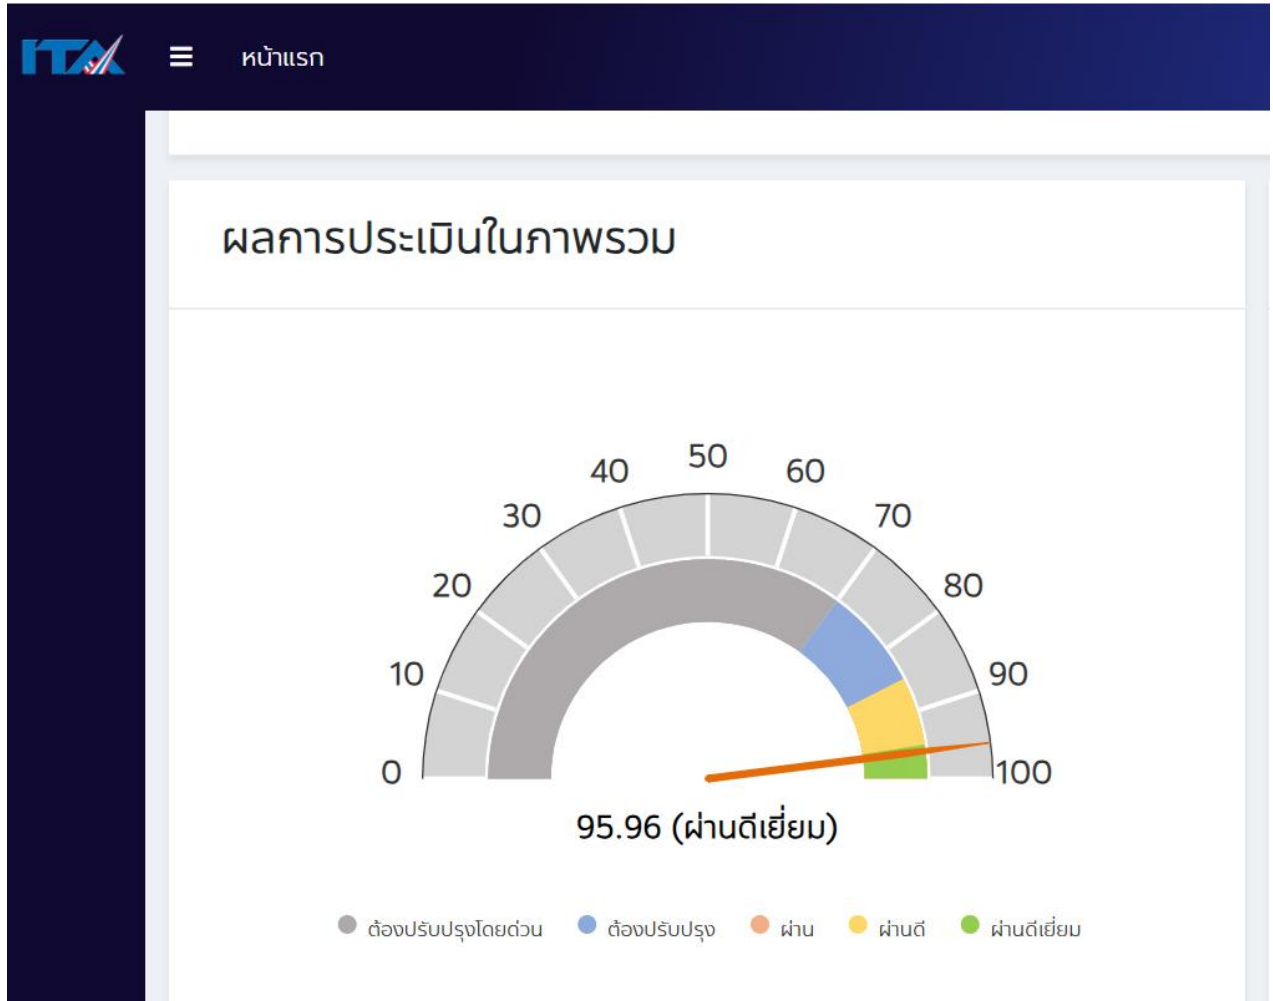 ITA หน้าแรก
ผลการประเมินในภาพรวม
50
40 60
30 70
20 80
10 90
0 100
95.96 (ผ่านดีเยี่ยม)
ต้องปรับปรุงโดยด่วน ต้องปรับปรุง ผ่าน ผ่านดี ผ่านดีเยี่ยม